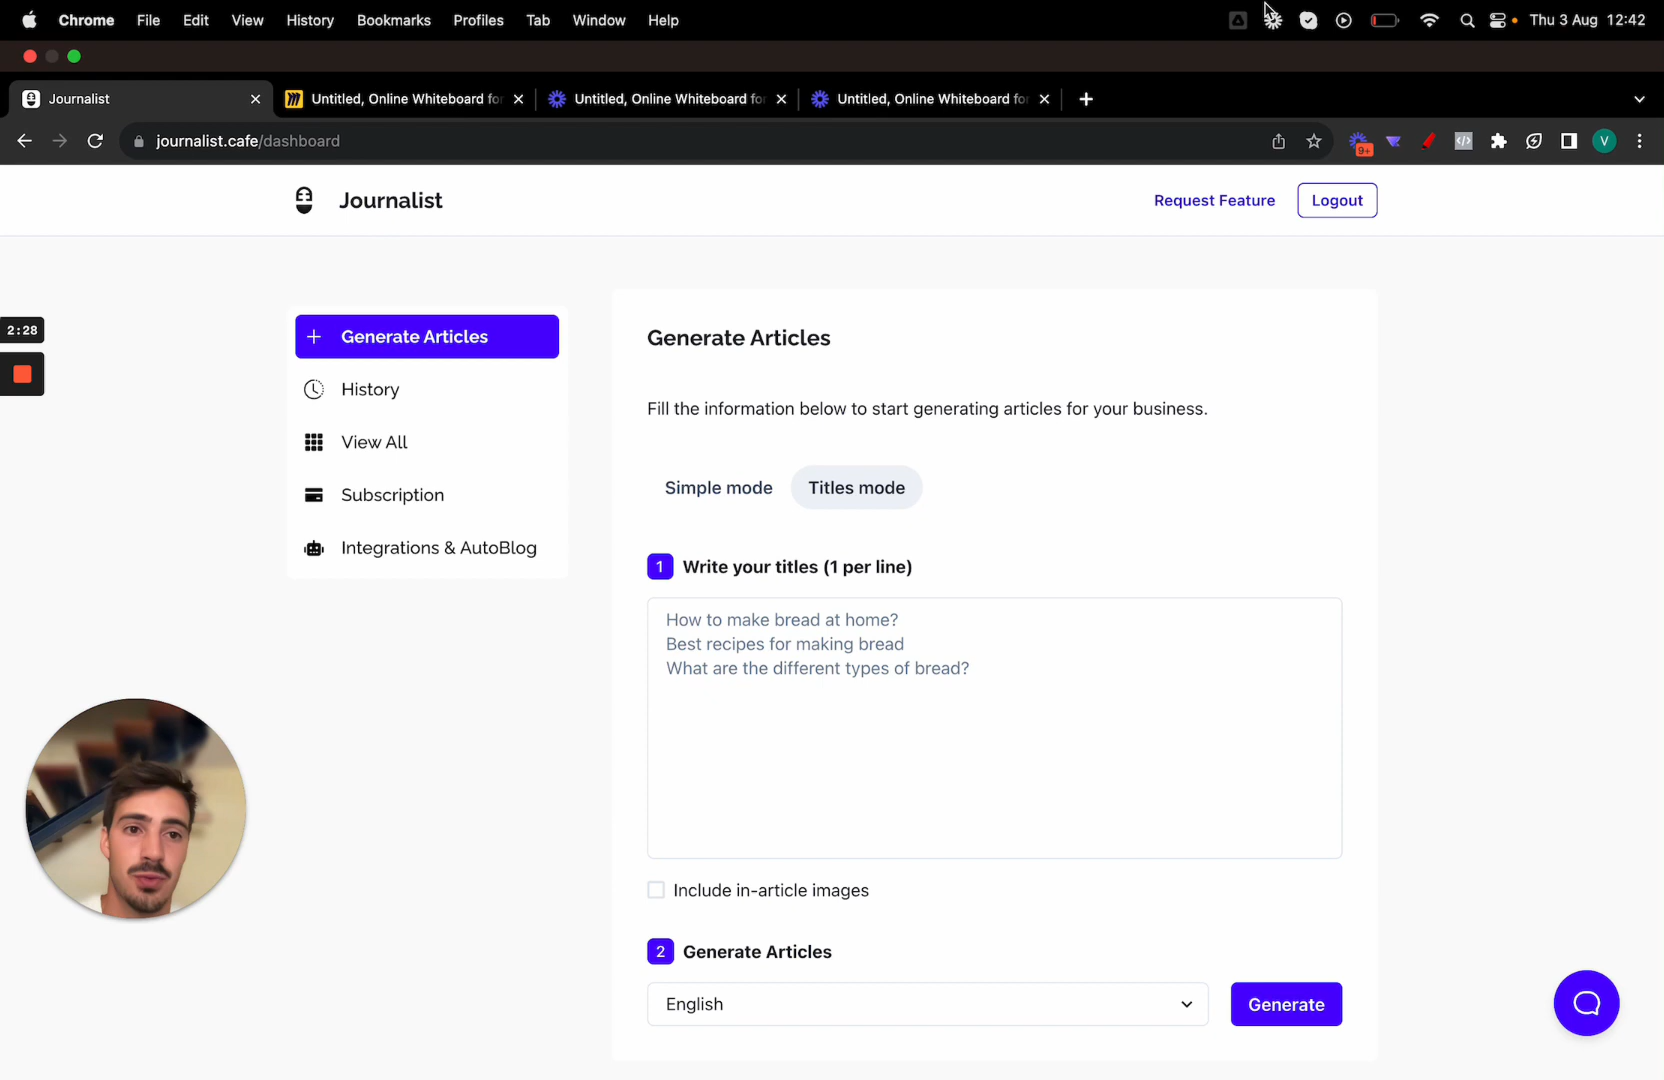 Chrome File Edit View History Bookmarks Profiles Tab Window Help Thu 3 Aug 12:42
Journalist Untitled, Online Whiteboard for Untitled, Online Whiteboard for Untitled, Online Whiteboard for
journalist.cafe/dashboard
9+
V
Journalist
Request Feature
Logout
2:28
Generate Articles
History
View All
Subscription
Integrations & AutoBlog
Generate Articles
Fill the information below to start generating articles for your business.
Simple mode Titles mode
1 Write your titles (1 per line)
How to make bread at home?
Best recipes for making bread
What are the different types of bread?
Include in-article images
2 Generate Articles
English
Generate